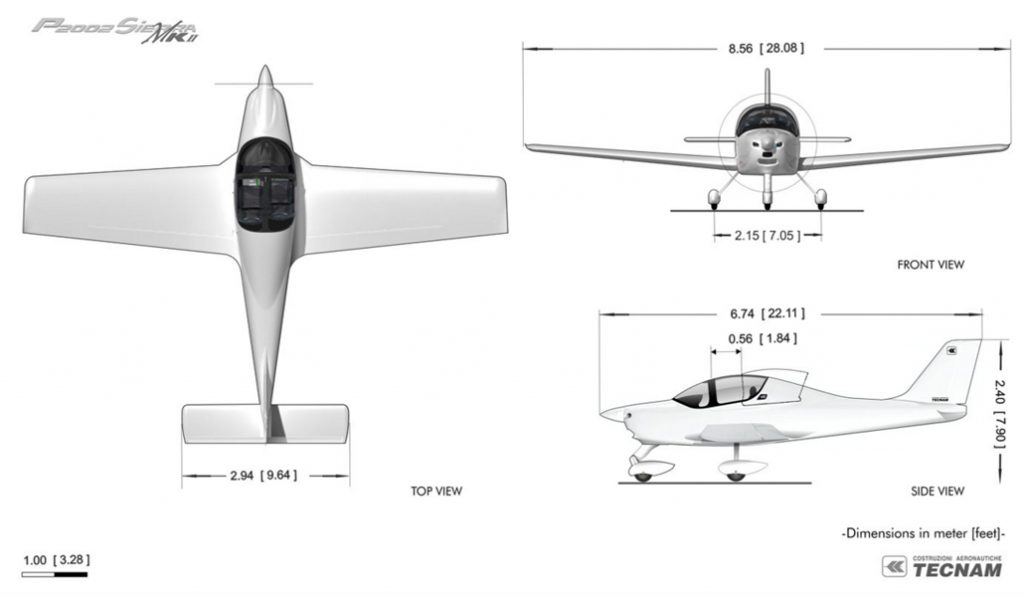 P2002 Sierra
MKII
8.56 [ 28.08 ]
2.15 [ 7.05 ]
FRONT VIEW
6.74 [ 22.11 ]
0.56 [ 1.84 ]
TECNAM
2.40 [ 7.90 ]
2.94 [ 9.64 ]
TOP VIEW
SIDE VIEW
-Dimensions in meter [feet]-
1.00 [ 3.28 ]
COSTRUZIONI AERONAUTICHE
TECNAM